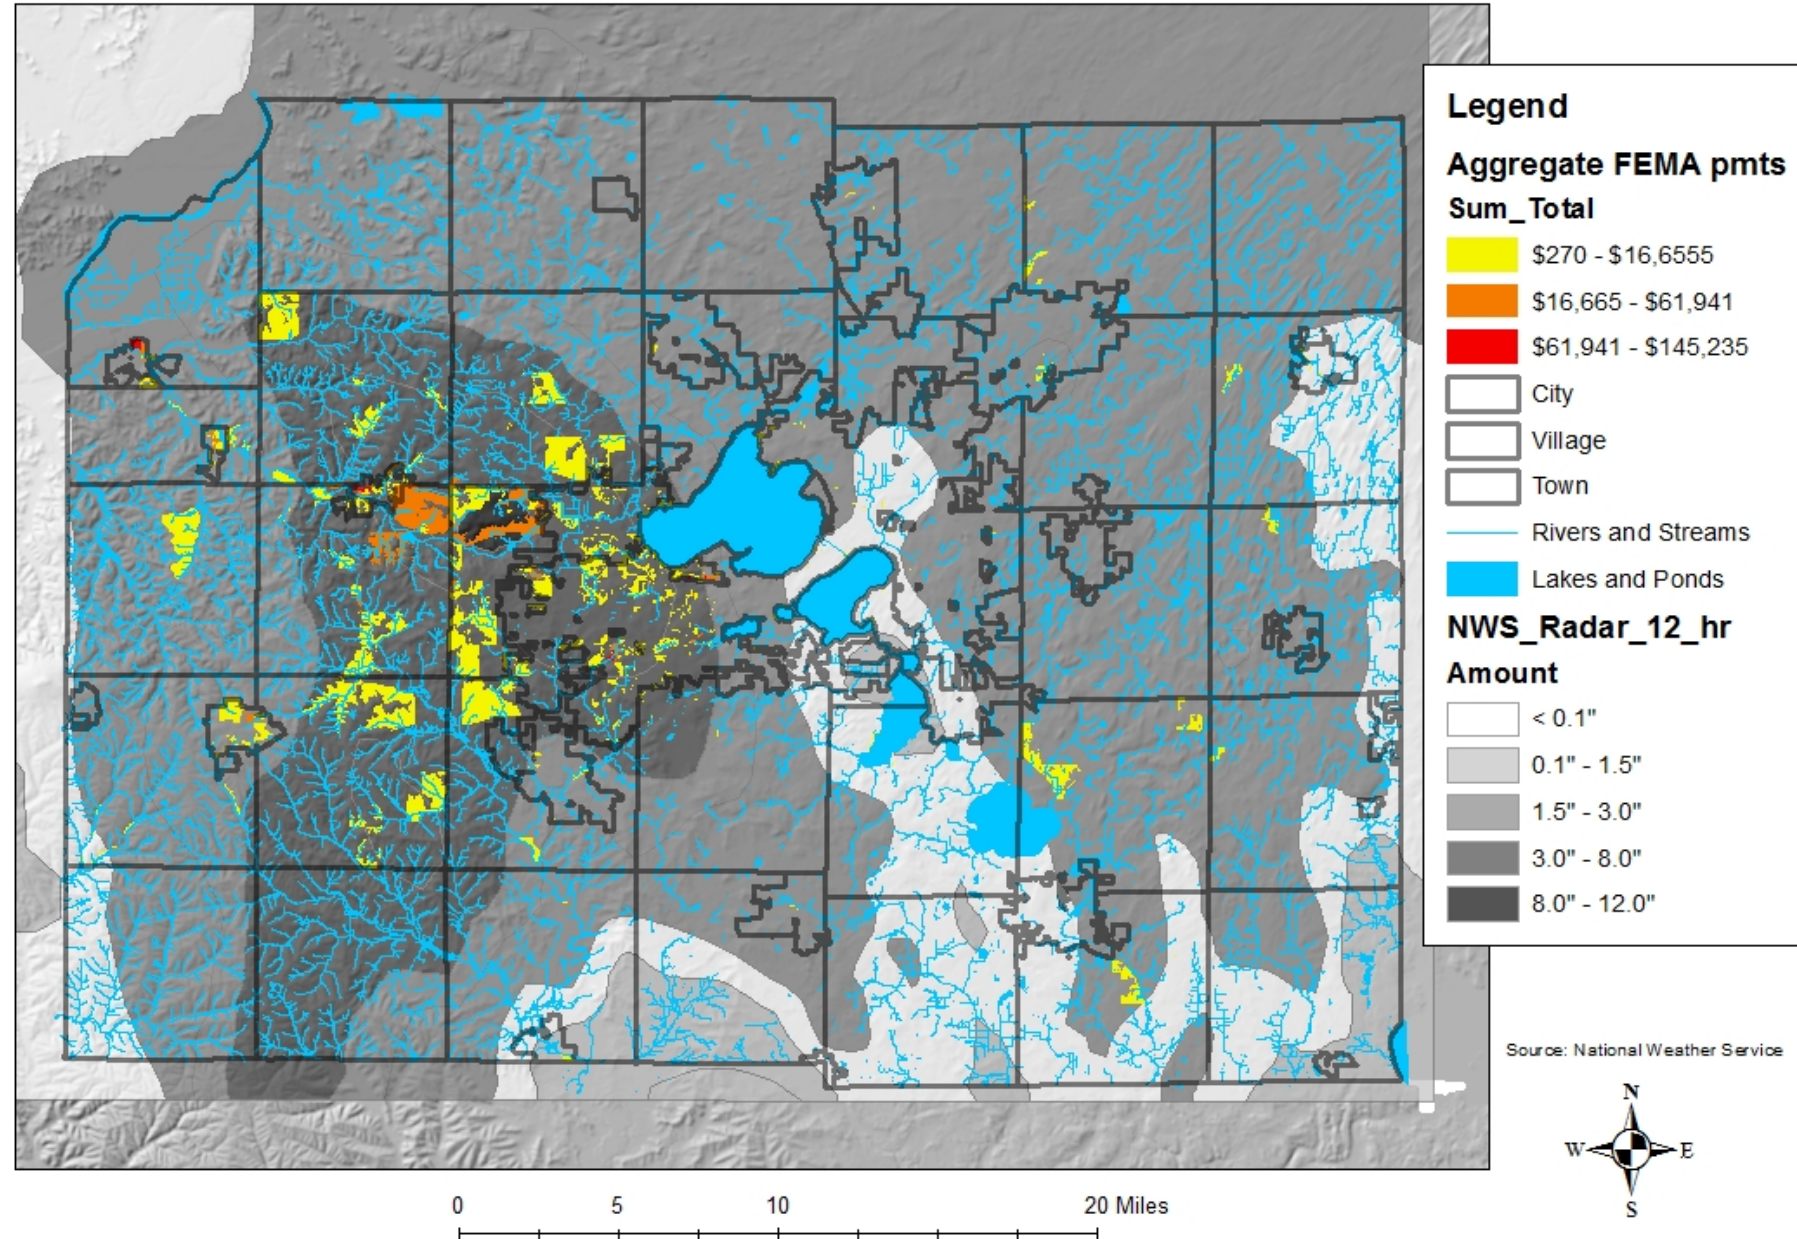 Legend
Aggregate FEMA pmts
Sum_Total
$270 - $16,6555
$16,665 - $61,941
$61,941 - $145,235
City
Village
Town
Rivers and Streams
Lakes and Ponds
NWS_Radar_12_hr
Amount
< 0.1"
0.1" - 1.5"
1.5" - 3.0"
3.0" - 8.0"
8.0" - 12.0"
Source: National Weather Service
N
W E
S
0 5 10 20 Miles